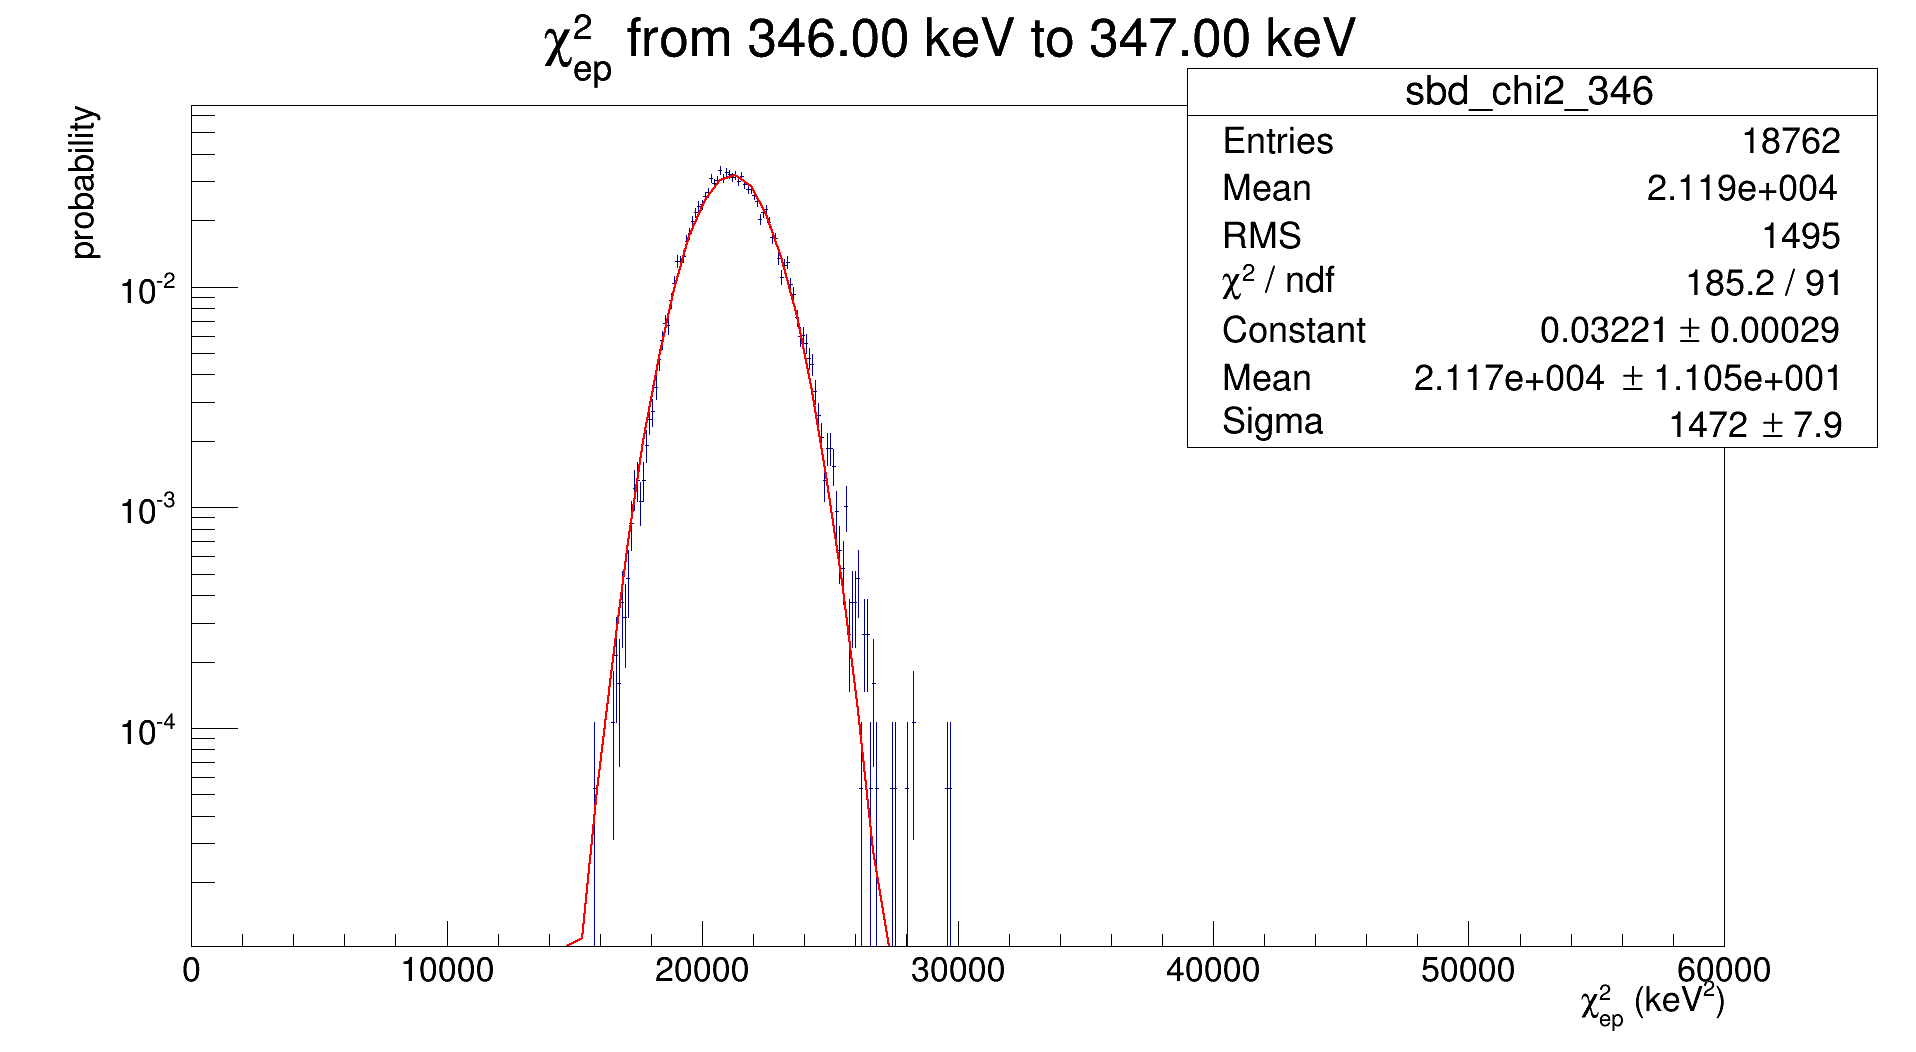 χ²ep from 346.00 keV to 347.00 keV
sbd_chi2_346
Entries 18762
Mean 2.119e+004
RMS 1495
χ² / ndf 185.2 / 91
Constant 0.03221 ± 0.00029
Mean 2.117e+004 ± 1.105e+001
Sigma 1472 ± 7.9
probability
10⁻²
10⁻³
10⁻⁴
0 10000 20000 30000 40000 50000 60000
χ²ep (keV²)